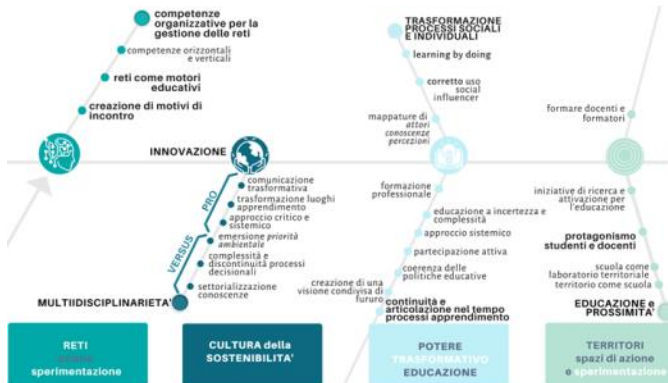 competenze
organizzative per la
gestione delle reti
competenze orizzontali
e verticali
reti come motori
educativi
creazione di motivi di
incontro
INNOVAZIONE
PRO
VERSUS
comunicazione
trasformativa
trasformazione luoghi
apprendimento
approccio critico e
sistemico
emersione priorità
ambientale
complessità e
discontinuità processi
decisionali
settorializzazione
conoscenze
MULTIIDISCIPLINARIETA'
TRASFORMAZIONE
PROCESSI SOCIALI
E INDIVIDUALI
learning by doing
corretto uso
social
influencer
mappature di
attori
conoscenze
percezioni
formazione
professionale
educazione a incertezza e
complessità
approccio sistemico
partecipazione attiva
coerenza delle
politiche educative
creazione di una
visione condivisa di
futuro
continuità e
articolazione nel tempo
processi apprendimento
formare docenti e
formatori
iniziative di ricerca e
attivazione per
l'educazione
protagonismo
studenti e docenti
scuola come
laboratorio territoriale
territorio come scuola
EDUCAZIONE e
PROSSIMITA'
RETI
sperimentazione
CULTURA della
SOSTENIBILITA'
POTERE
TRASFORMATIVO
EDUCAZIONE
TERRITORI
spazi di azione
e sperimentazione